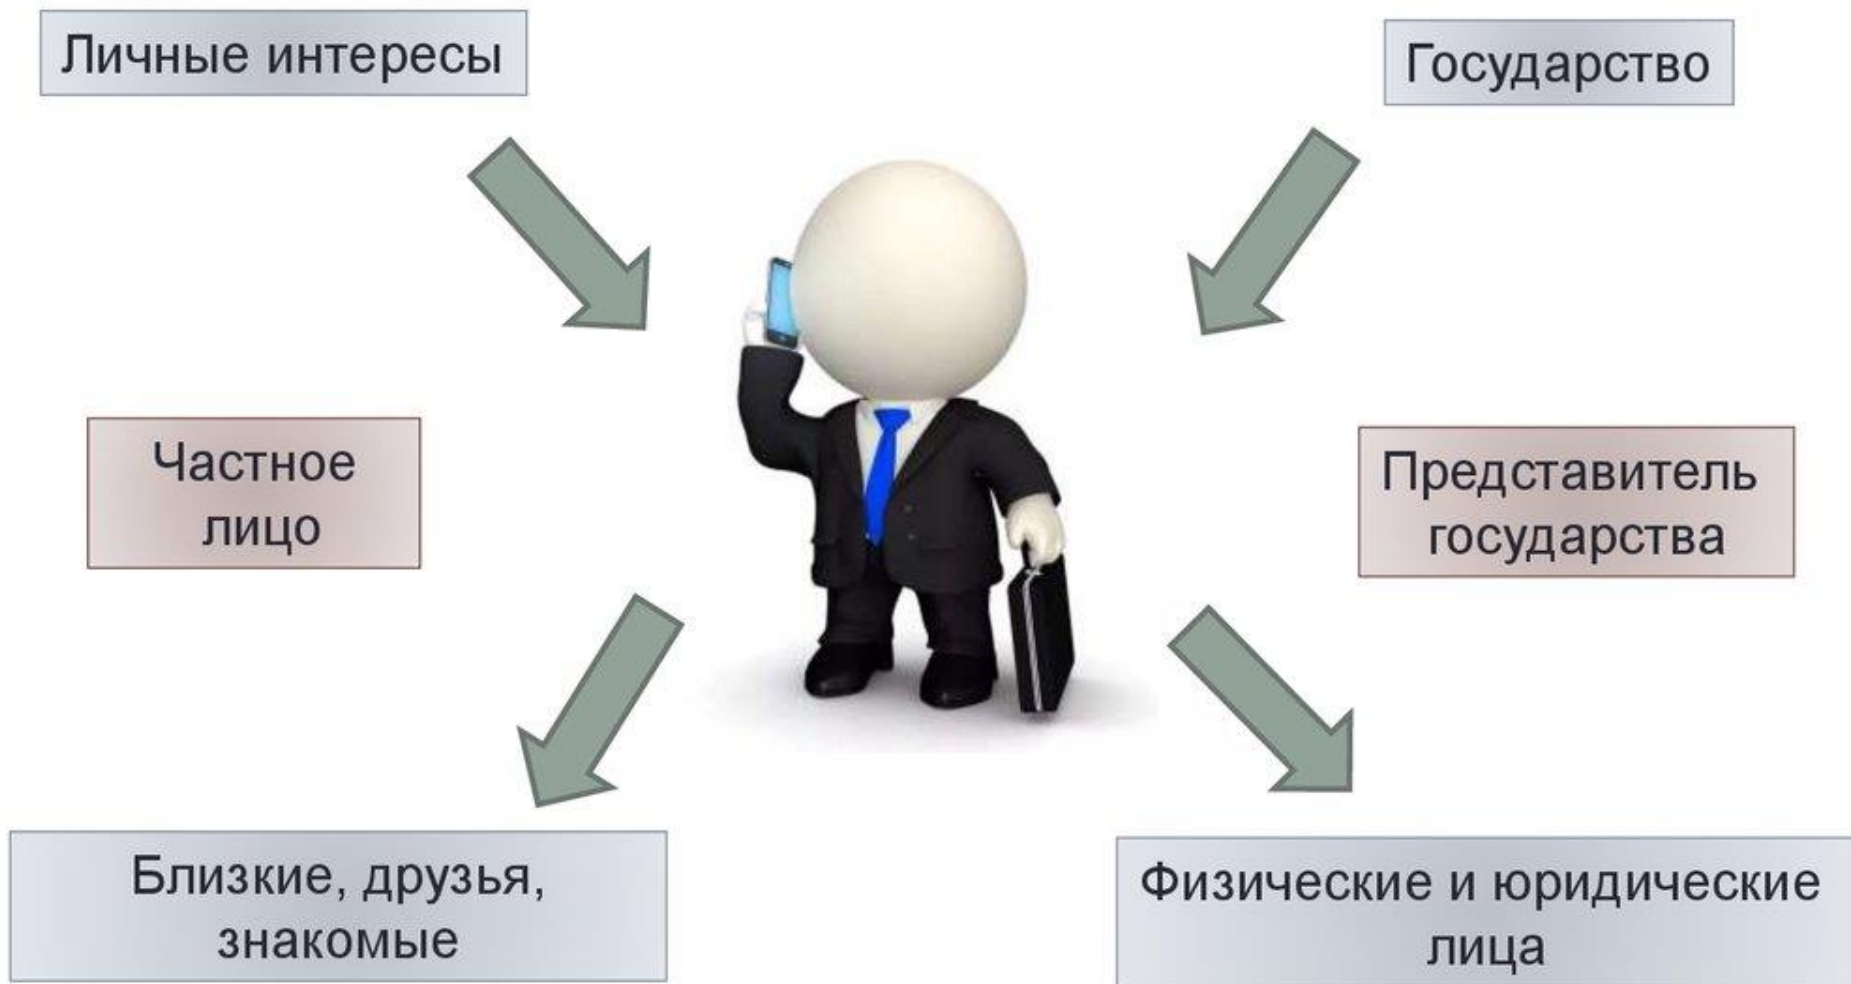 Личные интересы
Государство
Частное
лицо
Представитель
государства
Близкие, друзья,
знакомые
Физические и юридические
лица